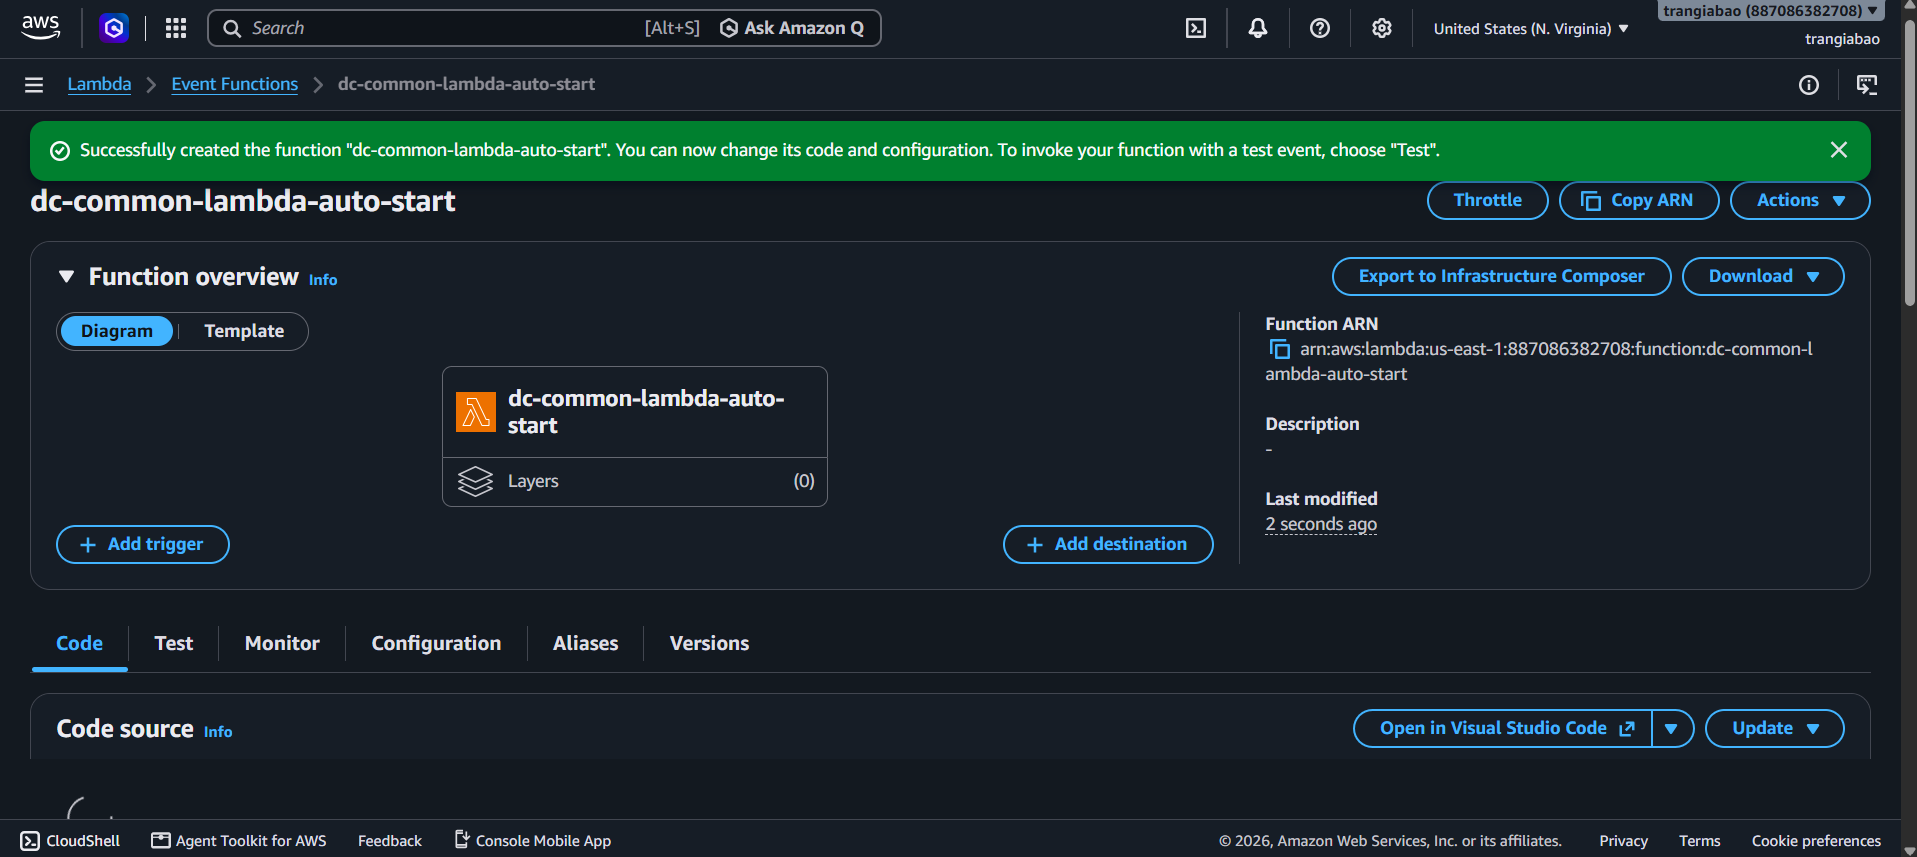 aws
Search [Alt+S] Ask Amazon Q
United States (N. Virginia)
trangiabao (887086382708)
trangiabao
Lambda
Event Functions
dc-common-lambda-auto-start
Successfully created the function "dc-common-lambda-auto-start". You can now change its code and configuration. To invoke your function with a test event, choose "Test".
dc-common-lambda-auto-start
Throttle
Copy ARN
Actions
Function overview Info
Export to Infrastructure Composer
Download
Diagram
Template
dc-common-lambda-auto-
start
Layers (0)
Add trigger
Add destination
Function ARN
arn:aws:lambda:us-east-1:887086382708:function:dc-common-l
ambda-auto-start
Description
-
Last modified
2 seconds ago
Code
Test
Monitor
Configuration
Aliases
Versions
Code source Info
Open in Visual Studio Code
Update
CloudShell
Agent Toolkit for AWS
Feedback
Console Mobile App
© 2026, Amazon Web Services, Inc. or its affiliates.
Privacy
Terms
Cookie preferences